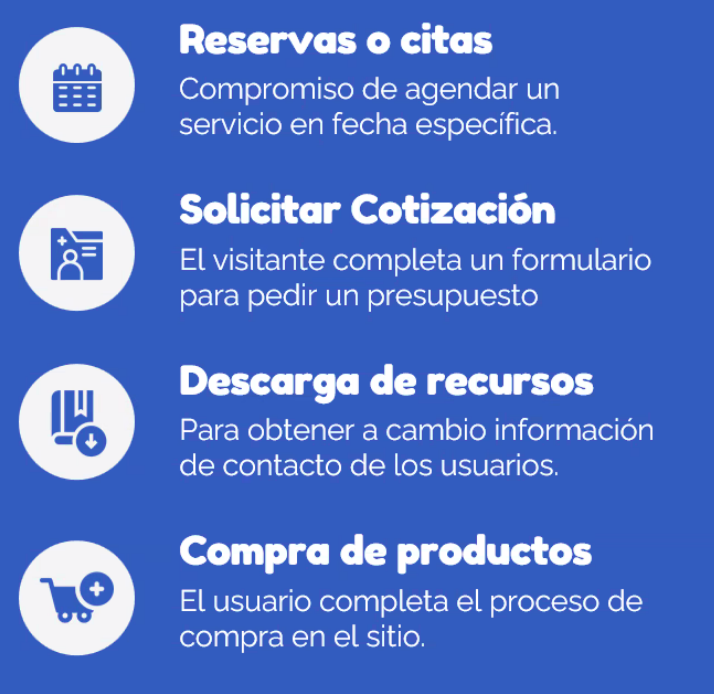 Reservas o citas
Compromiso de agendar un
servicio en fecha específica.
Solicitar Cotización
El visitante completa un formulario
para pedir un presupuesto
Descarga de recursos
Para obtener a cambio información
de contacto de los usuarios.
Compra de productos
El usuario completa el proceso de
compra en el sitio.